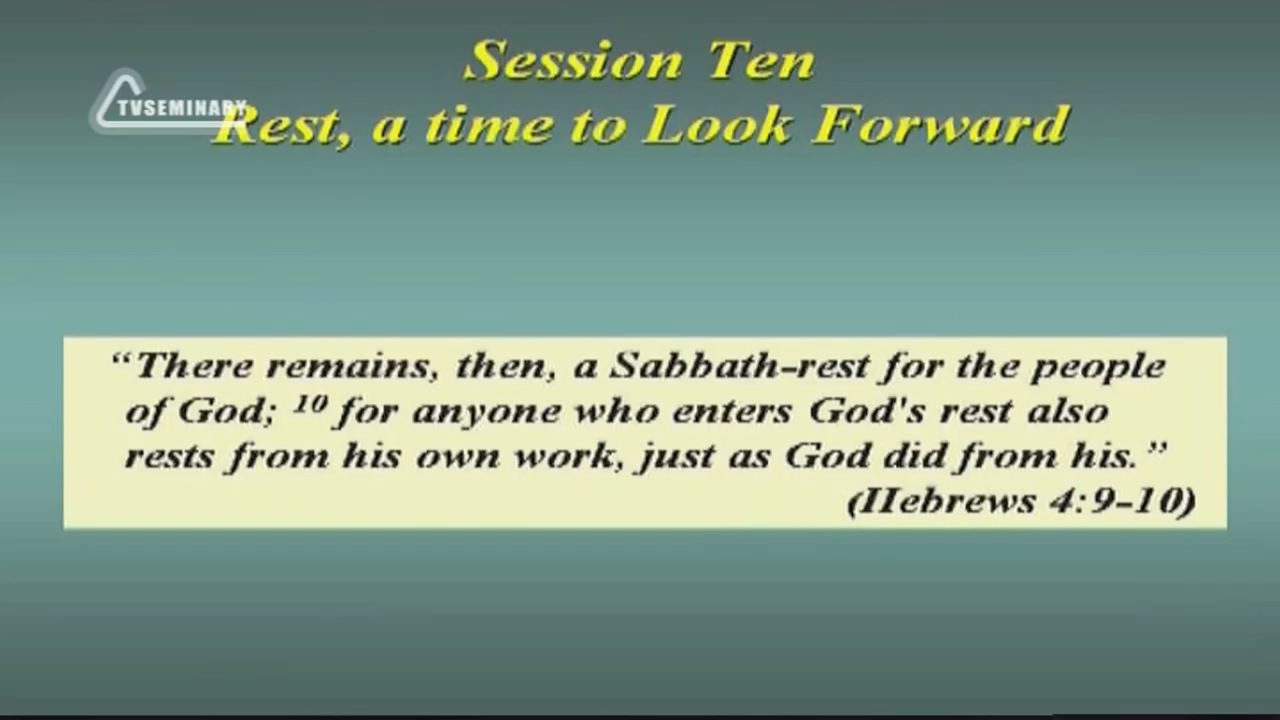 Session Ten
TVSEMINARY
Rest, a time to Look Forward
“There remains, then, a Sabbath-rest for the people
of God; 10 for anyone who enters God's rest also
rests from his own work, just as God did from his.”
(Hebrews 4:9-10)